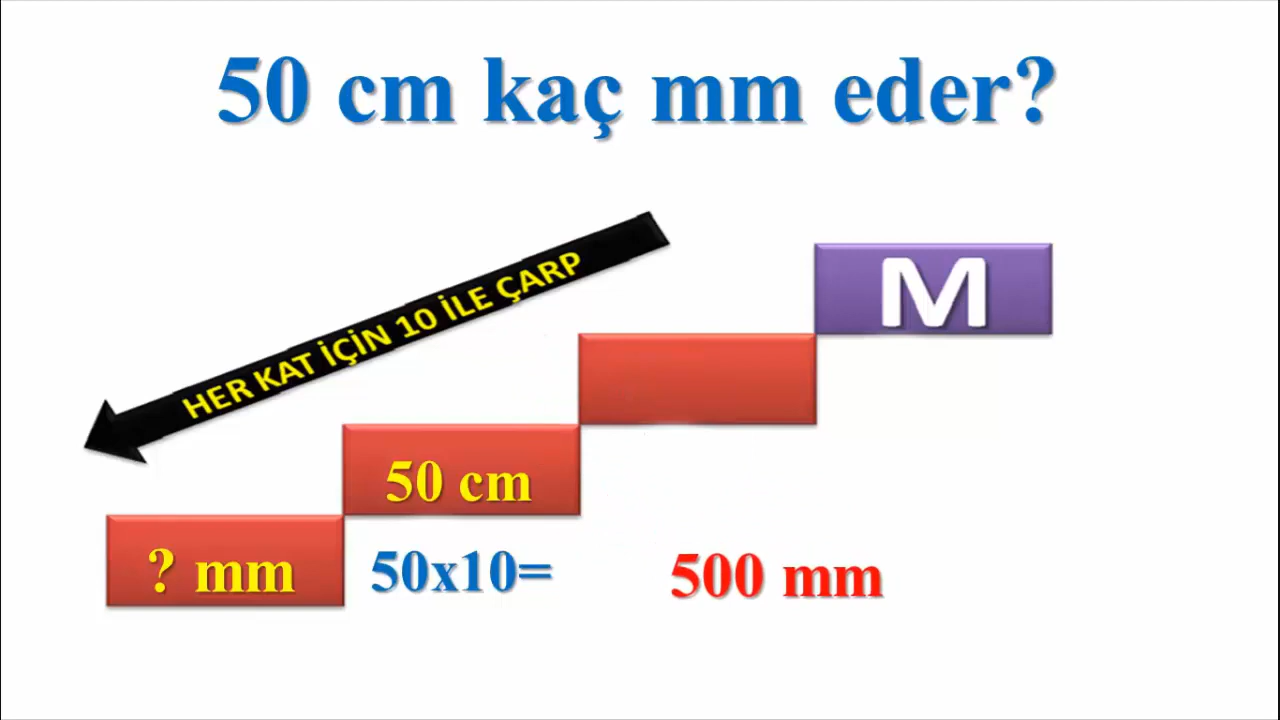 50 cm kaç mm eder?
HER KAT İÇİN 10 İLE ÇARP
M
50 cm
? mm
50x10=
500 mm